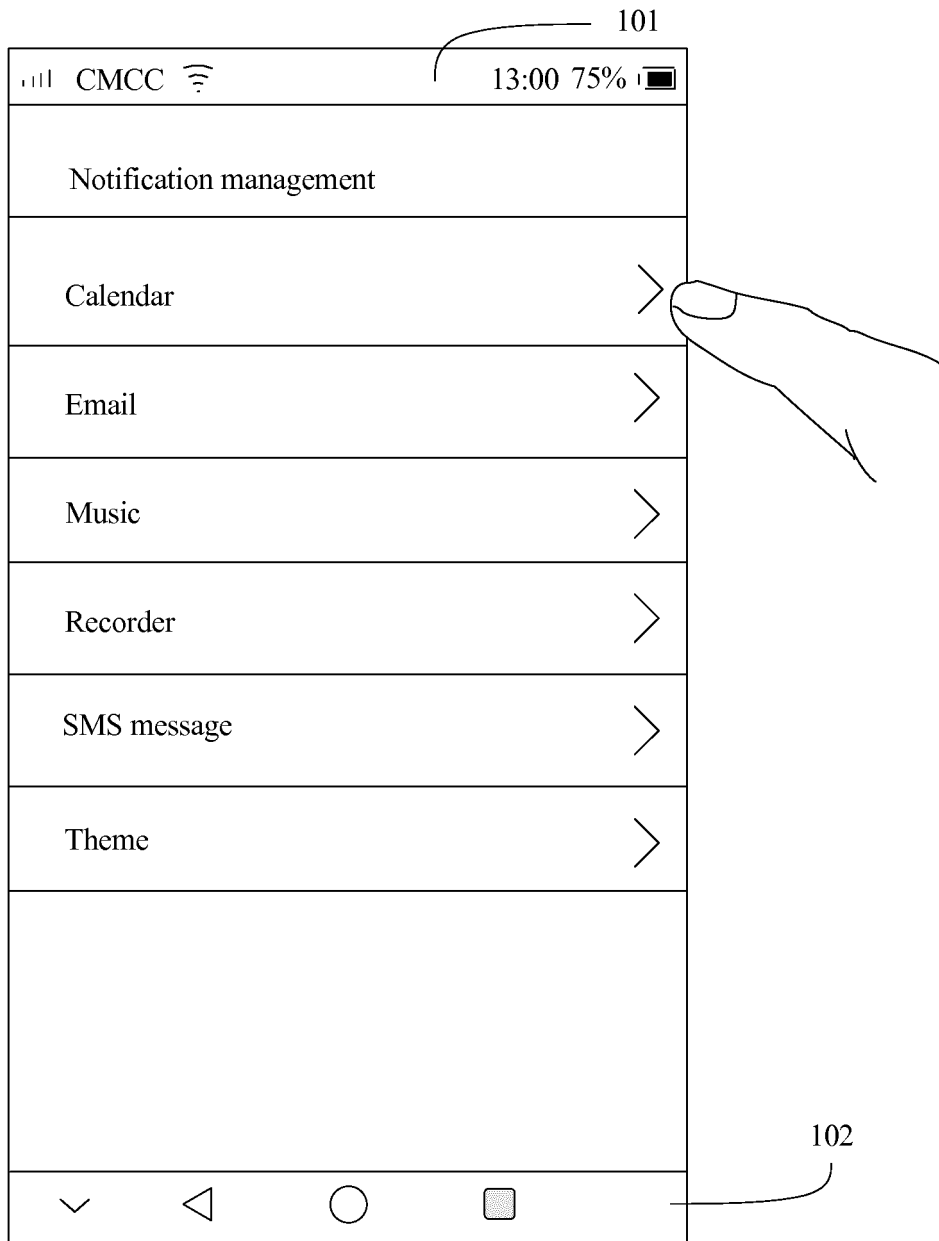 101
CMCC 13:00 75%
Notification management
Calendar
Email
Music
Recorder
SMS message
Theme
102